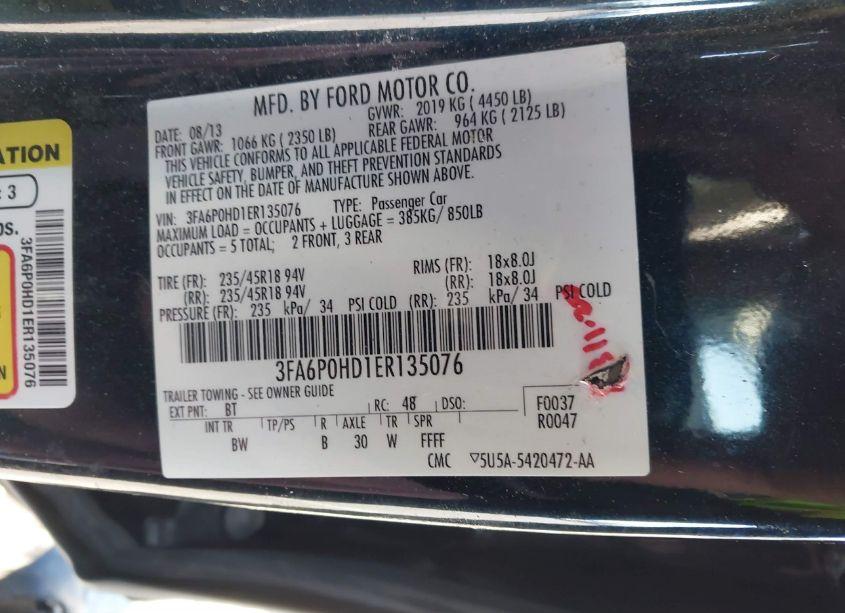 MFD. BY FORD MOTOR CO.
DATE: 08/13 GVWR: 2019 KG ( 4450 LB)
FRONT GAWR: 1066 KG ( 2350 LB) REAR GAWR: 964 KG ( 2125 LB)
THIS VEHICLE CONFORMS TO ALL APPLICABLE FEDERAL MOTOR
VEHICLE SAFETY, BUMPER, AND THEFT PREVENTION STANDARDS
IN EFFECT ON THE DATE OF MANUFACTURE SHOWN ABOVE.
VIN: 3FA6P0HD1ER135076 TYPE: Passenger Car
MAXIMUM LOAD = OCCUPANTS + LUGGAGE = 385KG/ 850LB
OCCUPANTS = 5 TOTAL; 2 FRONT, 3 REAR
TIRE (FR): 235/45R18 94V RIMS (FR): 18x8.0J
(RR): 235/45R18 94V (RR): 18x8.0J
PRESSURE (FR): 235 kPa/ 34 PSI COLD (RR): 235 kPa/ 34 PSI COLD
3FA6P0HD1ER135076
TRAILER TOWING - SEE OWNER GUIDE
EXT PNT: BT RC: 48 DSO: F0037
R0047
INT TR TP/PS R AXLE TR SPR
BW B 30 W FFFF
CMC ▽5U5A-5420472-AA
ATION
: 3
os.
3FA6P0HD1ER135076
N